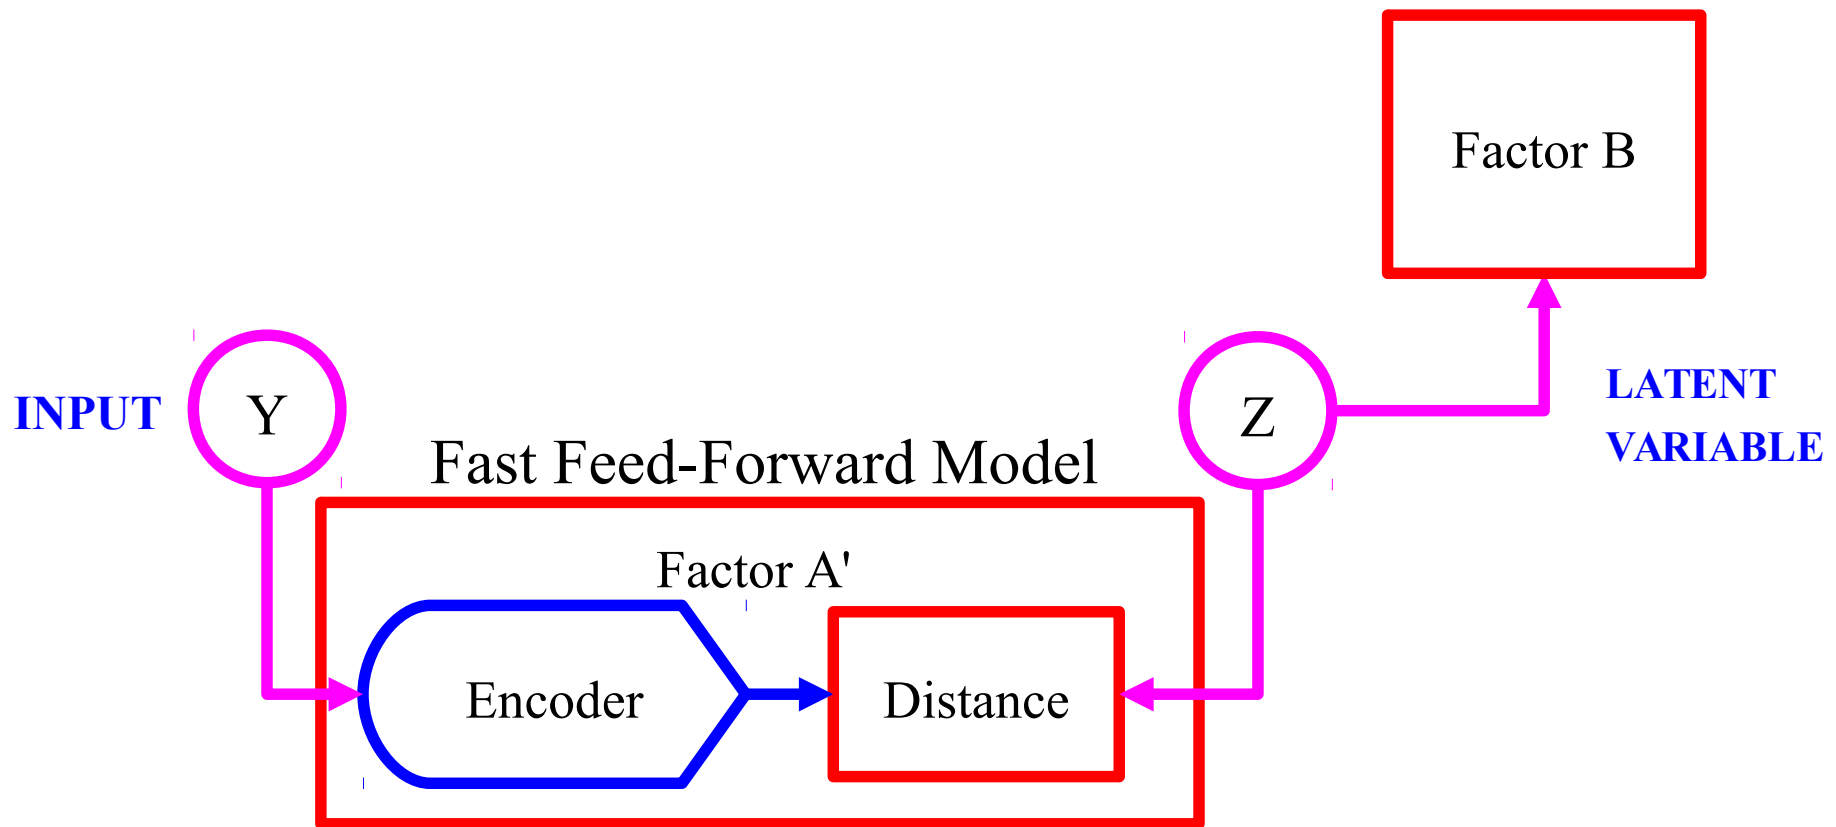 Factor B
INPUT
Y
Z
LATENT
VARIABLE
Fast Feed-Forward Model
Factor A'
Encoder
Distance